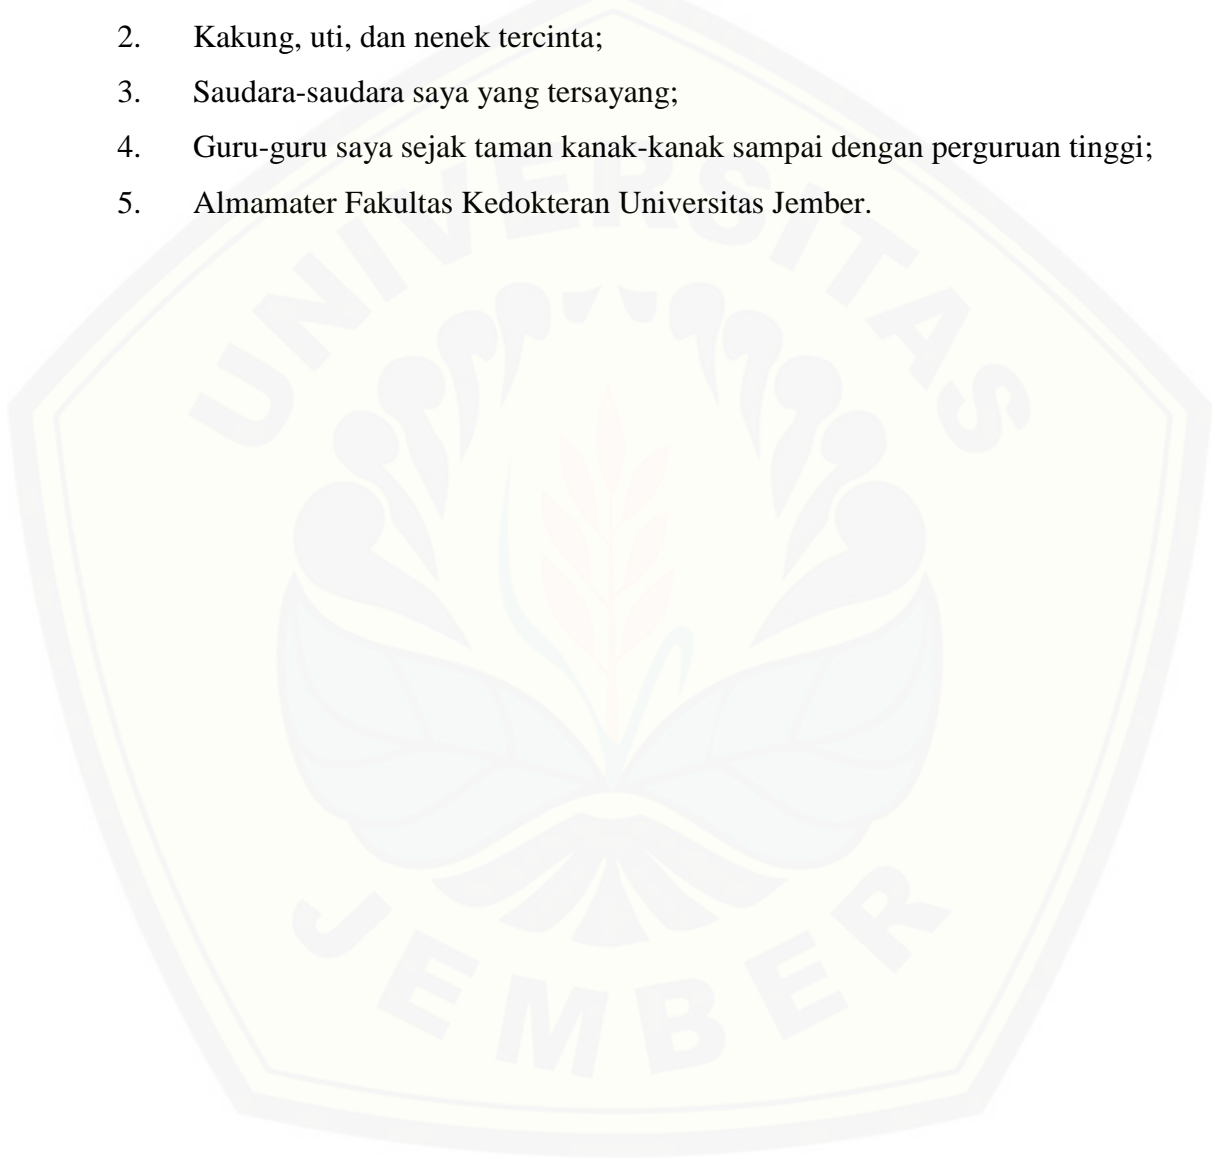 2. Kakung, uti, dan nenek tercinta;
3. Saudara-saudara saya yang tersayang;
4. Guru-guru saya sejak taman kanak-kanak sampai dengan perguruan tinggi;
5. Almamater Fakultas Kedokteran Universitas Jember.
UNIVERSITAS
JEMBER